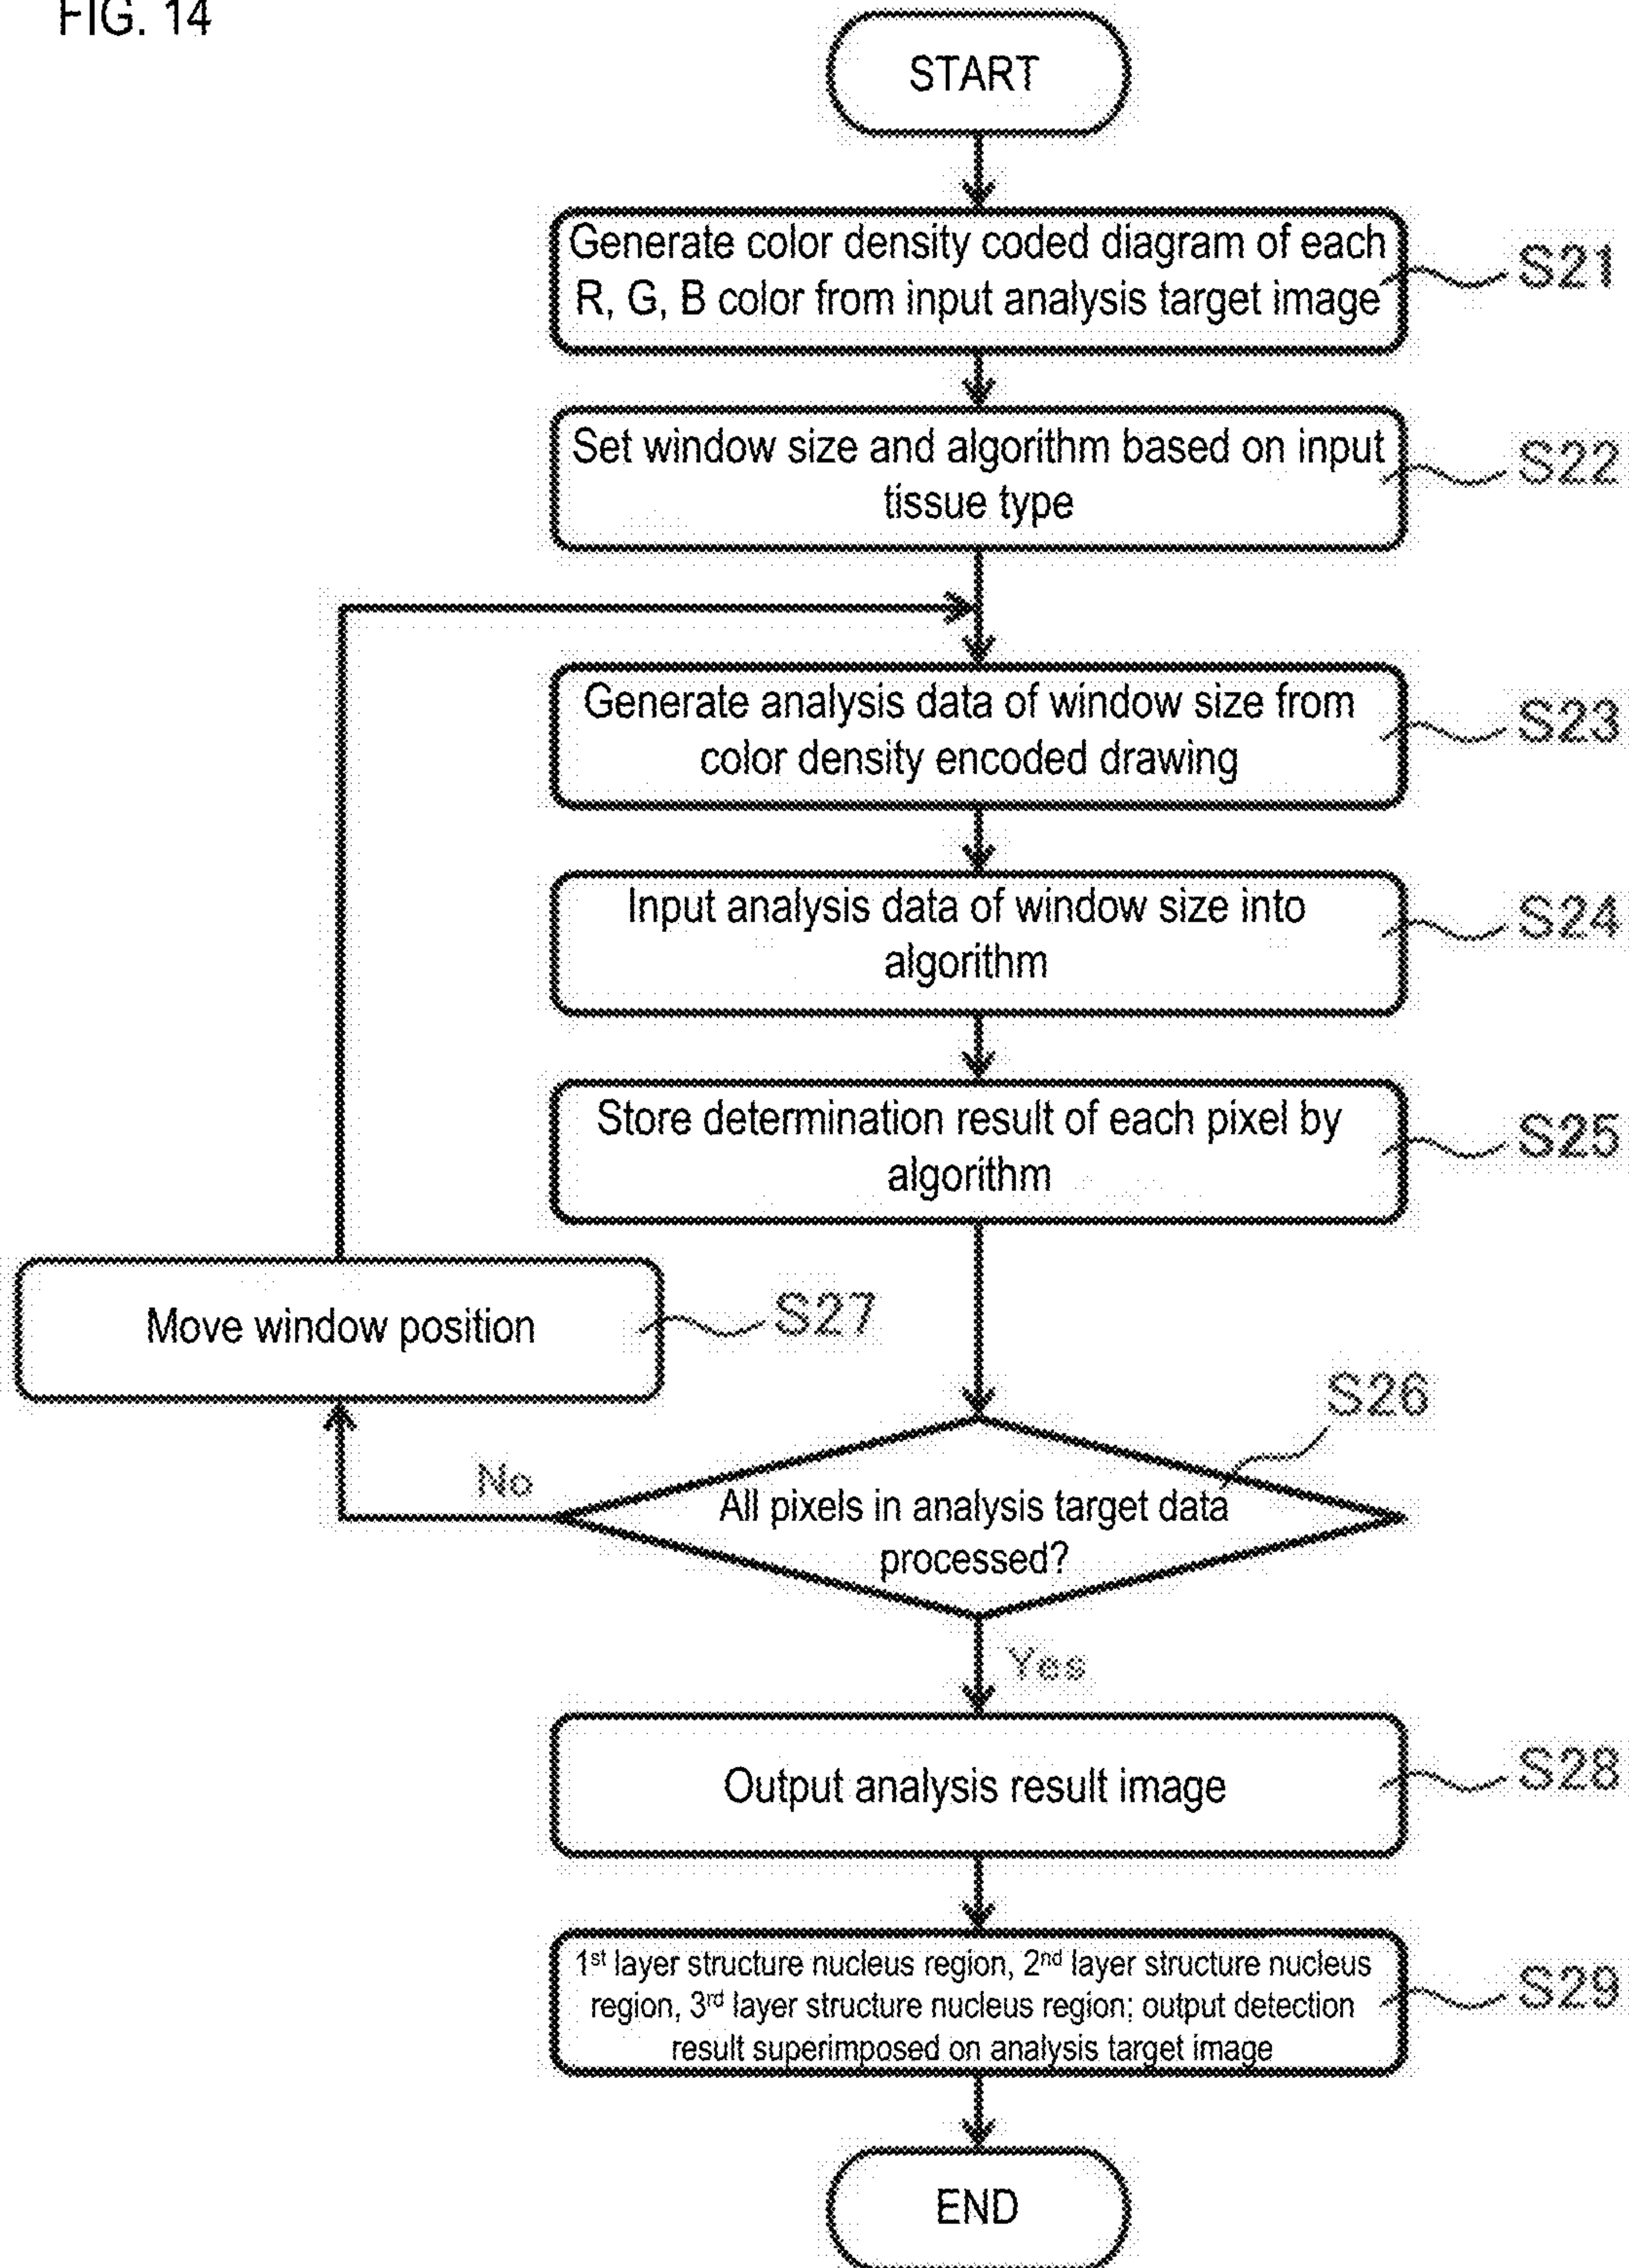 FIG. 14
START
Generate color density coded diagram of each
R, G, B color from input analysis target image
S21
Set window size and algorithm based on input
tissue type
S22
Generate analysis data of window size from
color density encoded drawing
S23
Input analysis data of window size into
algorithm
S24
Store determination result of each pixel by
algorithm
S25
Move window position
S27
S26
No
All pixels in analysis target data
processed?
Yes
Output analysis result image
S28
1st layer structure nucleus region, 2nd layer structure nucleus
region, 3rd layer structure nucleus region; output detection
result superimposed on analysis target image
S29
END